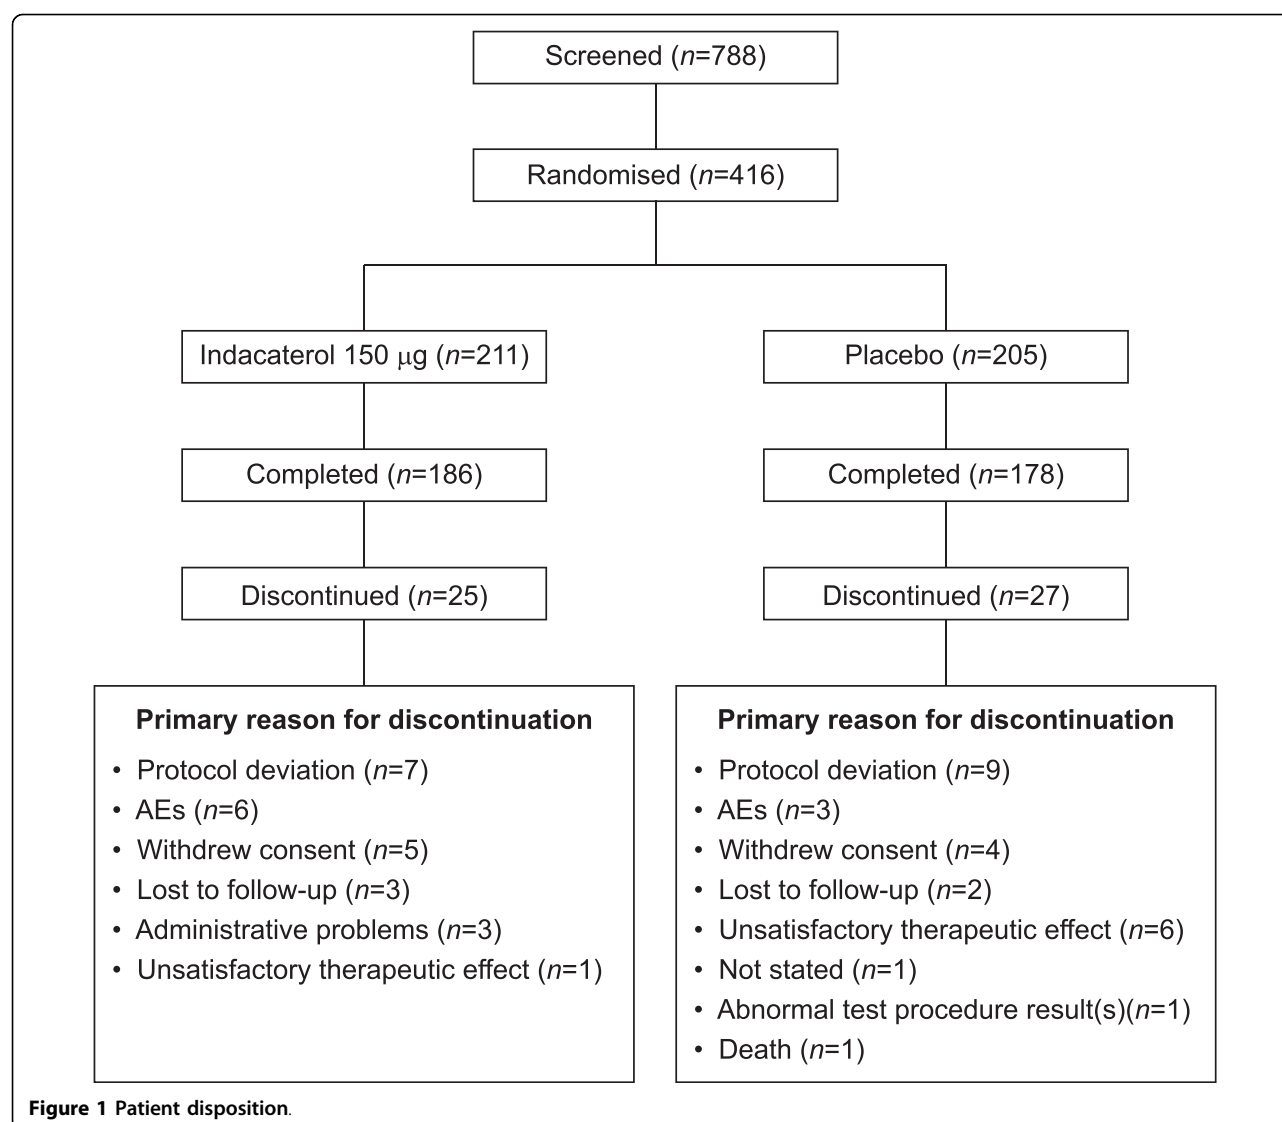 Screened (n=788)
Randomised (n=416)
Indacaterol 150 μg (n=211)
Placebo (n=205)
Completed (n=186)
Completed (n=178)
Discontinued (n=25)
Discontinued (n=27)
Primary reason for discontinuation
• Protocol deviation (n=7)
• AEs (n=6)
• Withdrew consent (n=5)
• Lost to follow-up (n=3)
• Administrative problems (n=3)
• Unsatisfactory therapeutic effect (n=1)
Primary reason for discontinuation
• Protocol deviation (n=9)
• AEs (n=3)
• Withdrew consent (n=4)
• Lost to follow-up (n=2)
• Unsatisfactory therapeutic effect (n=6)
• Not stated (n=1)
• Abnormal test procedure result(s)(n=1)
• Death (n=1)
Figure 1 Patient disposition.